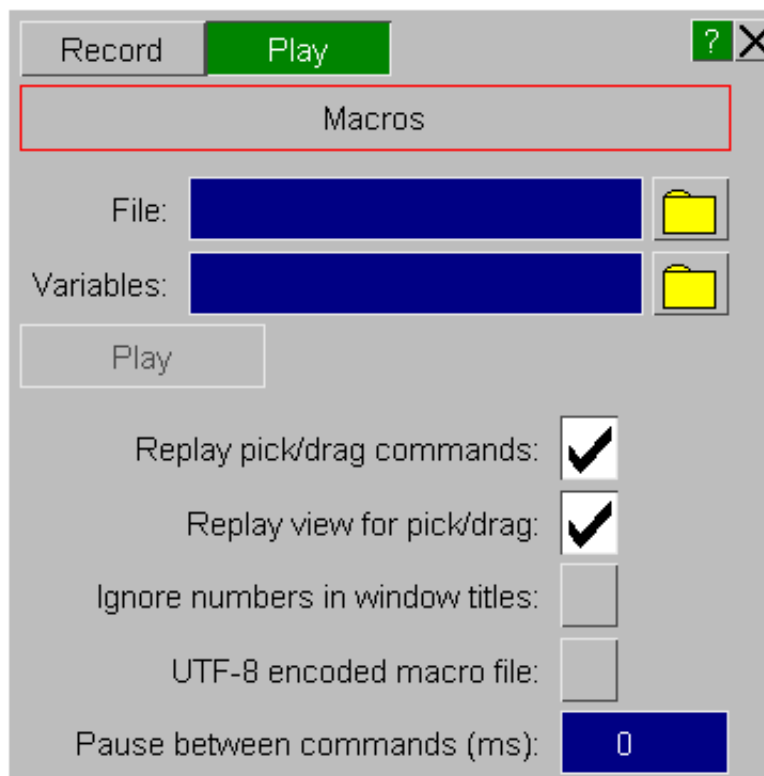 Record Play ?
Macros
File:
Variables:
Play
Replay pick/drag commands:
Replay view for pick/drag:
Ignore numbers in window titles:
UTF-8 encoded macro file:
Pause between commands (ms): 0